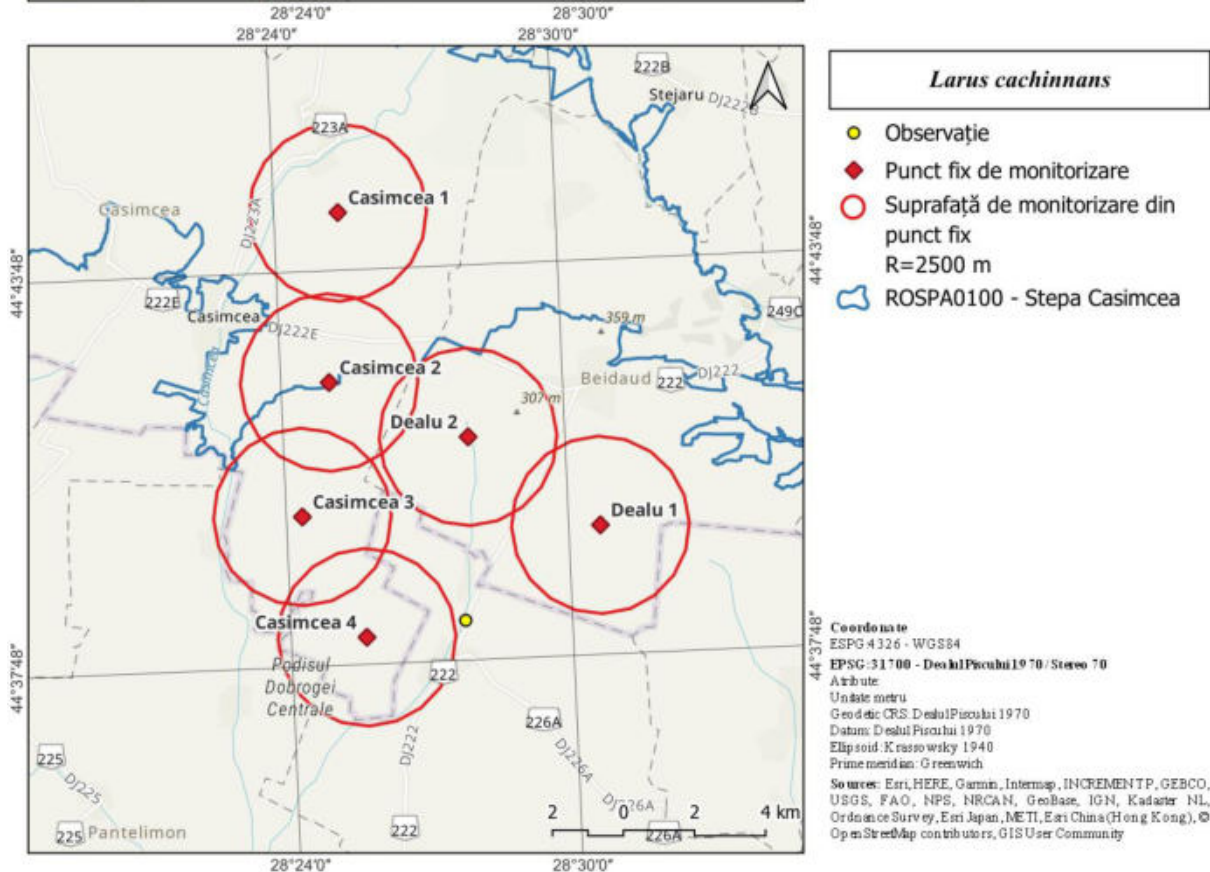 28°24'0" 28°30'0"
28°24'0" 28°30'0"
222B
Stejaru DJ222B
223A
Casimcea 1
Casimcea
DJ223A
44°43'48" 44°43'48"
222E
Casimcea
DJ222E
359 m
249C
Casimcea 2
Casimcea
Beidaud 222 DJ222
307 m
Dealu 2
Casimcea 3
Dealu 1
Casimcea 4
44°37'48" 44°37'48"
Podisul
Dobrogei
Centrale
222
226A
DJ222
DJ226A
225
DJ225
DJ226A
2 0 2 4 km
225 Pantelimon
222
226A
28°24'0" 28°30'0"
Larus cachinnans
Observație
Punct fix de monitorizare
Suprafață de monitorizare din
punct fix
R=2500 m
ROSPA0100 - Stepa Casimcea
Coordonate
ESPG:4326 - WGS84
EPSG:31700 - DealulPiscului1970/Stereo 70
Atribute:
Unitate metru
Geodetic CRS: DealulPiscului 1970
Datum: Dealul Piscului 1970
Ellipsoid: Krassowsky 1940
Prime meridian: Greenwich
Sources: Esri, HERE, Garmin, Intermap, INCREMENT P, GEBCO,
USGS, FAO, NPS, NRCAN, GeoBase, IGN, Kadaster NL,
Ordnance Survey, Esri Japan, METI, Esri China (Hong Kong), ©
OpenStreetMap contributors, GIS User Community